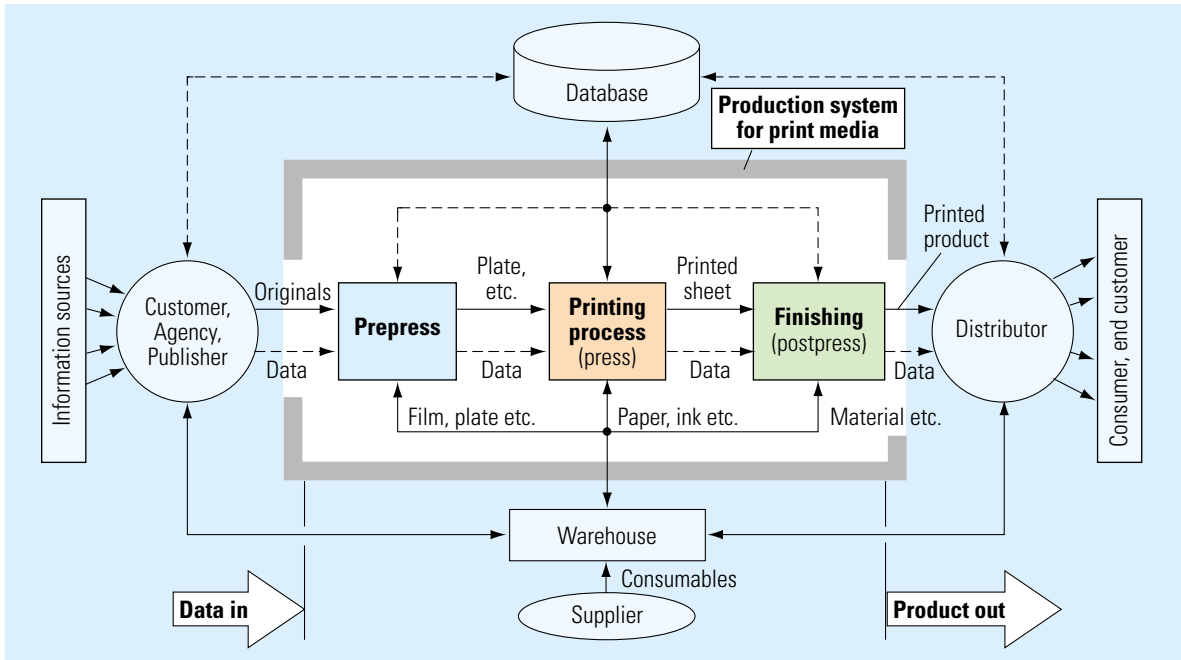 Database
Production system
for print media
Information sources
Customer,
Agency,
Publisher
Originals
Data
Prepress
Plate,
etc.
Data
Printing
process
(press)
Printed
sheet
Data
Finishing
(postpress)
Printed
product
Data
Distributor
Consumer, end customer
Film, plate etc.
Paper, ink etc.
Material etc.
Warehouse
Consumables
Supplier
Data in
Product out